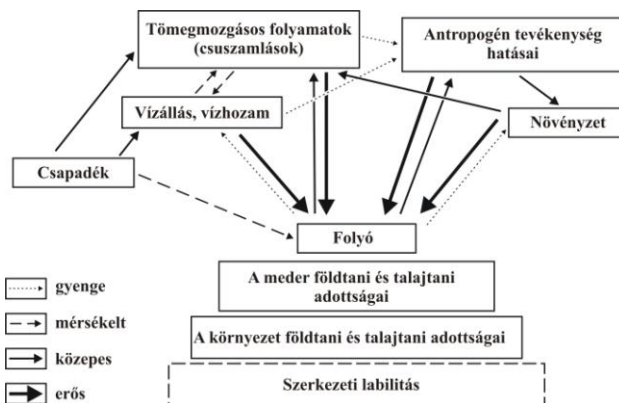 Tömegmozgásos folyamatok
(csuszamlások)
Antropogén tevékenység
hatásai
Vízállás, vízhozam
Növényzet
Csapadék
Folyó
A meder földtani és talajtani
adottságai
A környezet földtani és talajtani adottságai
Szerkezeti labilitás
gyenge
mérsékelt
közepes
erős